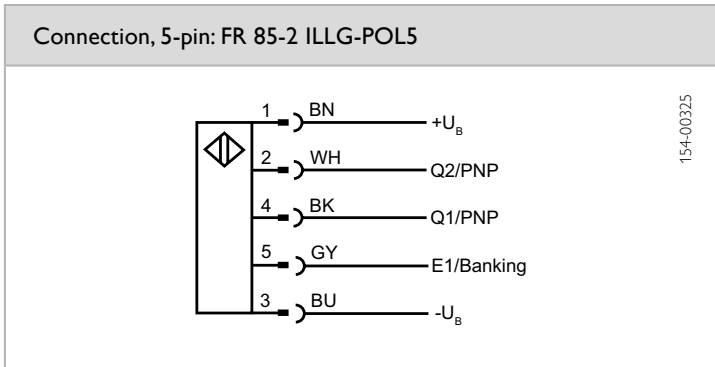 Connection, 5-pin: FR 85-2 ILLG-POL5
154-00325
1 BN +UB
2 WH Q2/PNP
4 BK Q1/PNP
5 GY E1/Banking
3 BU -UB